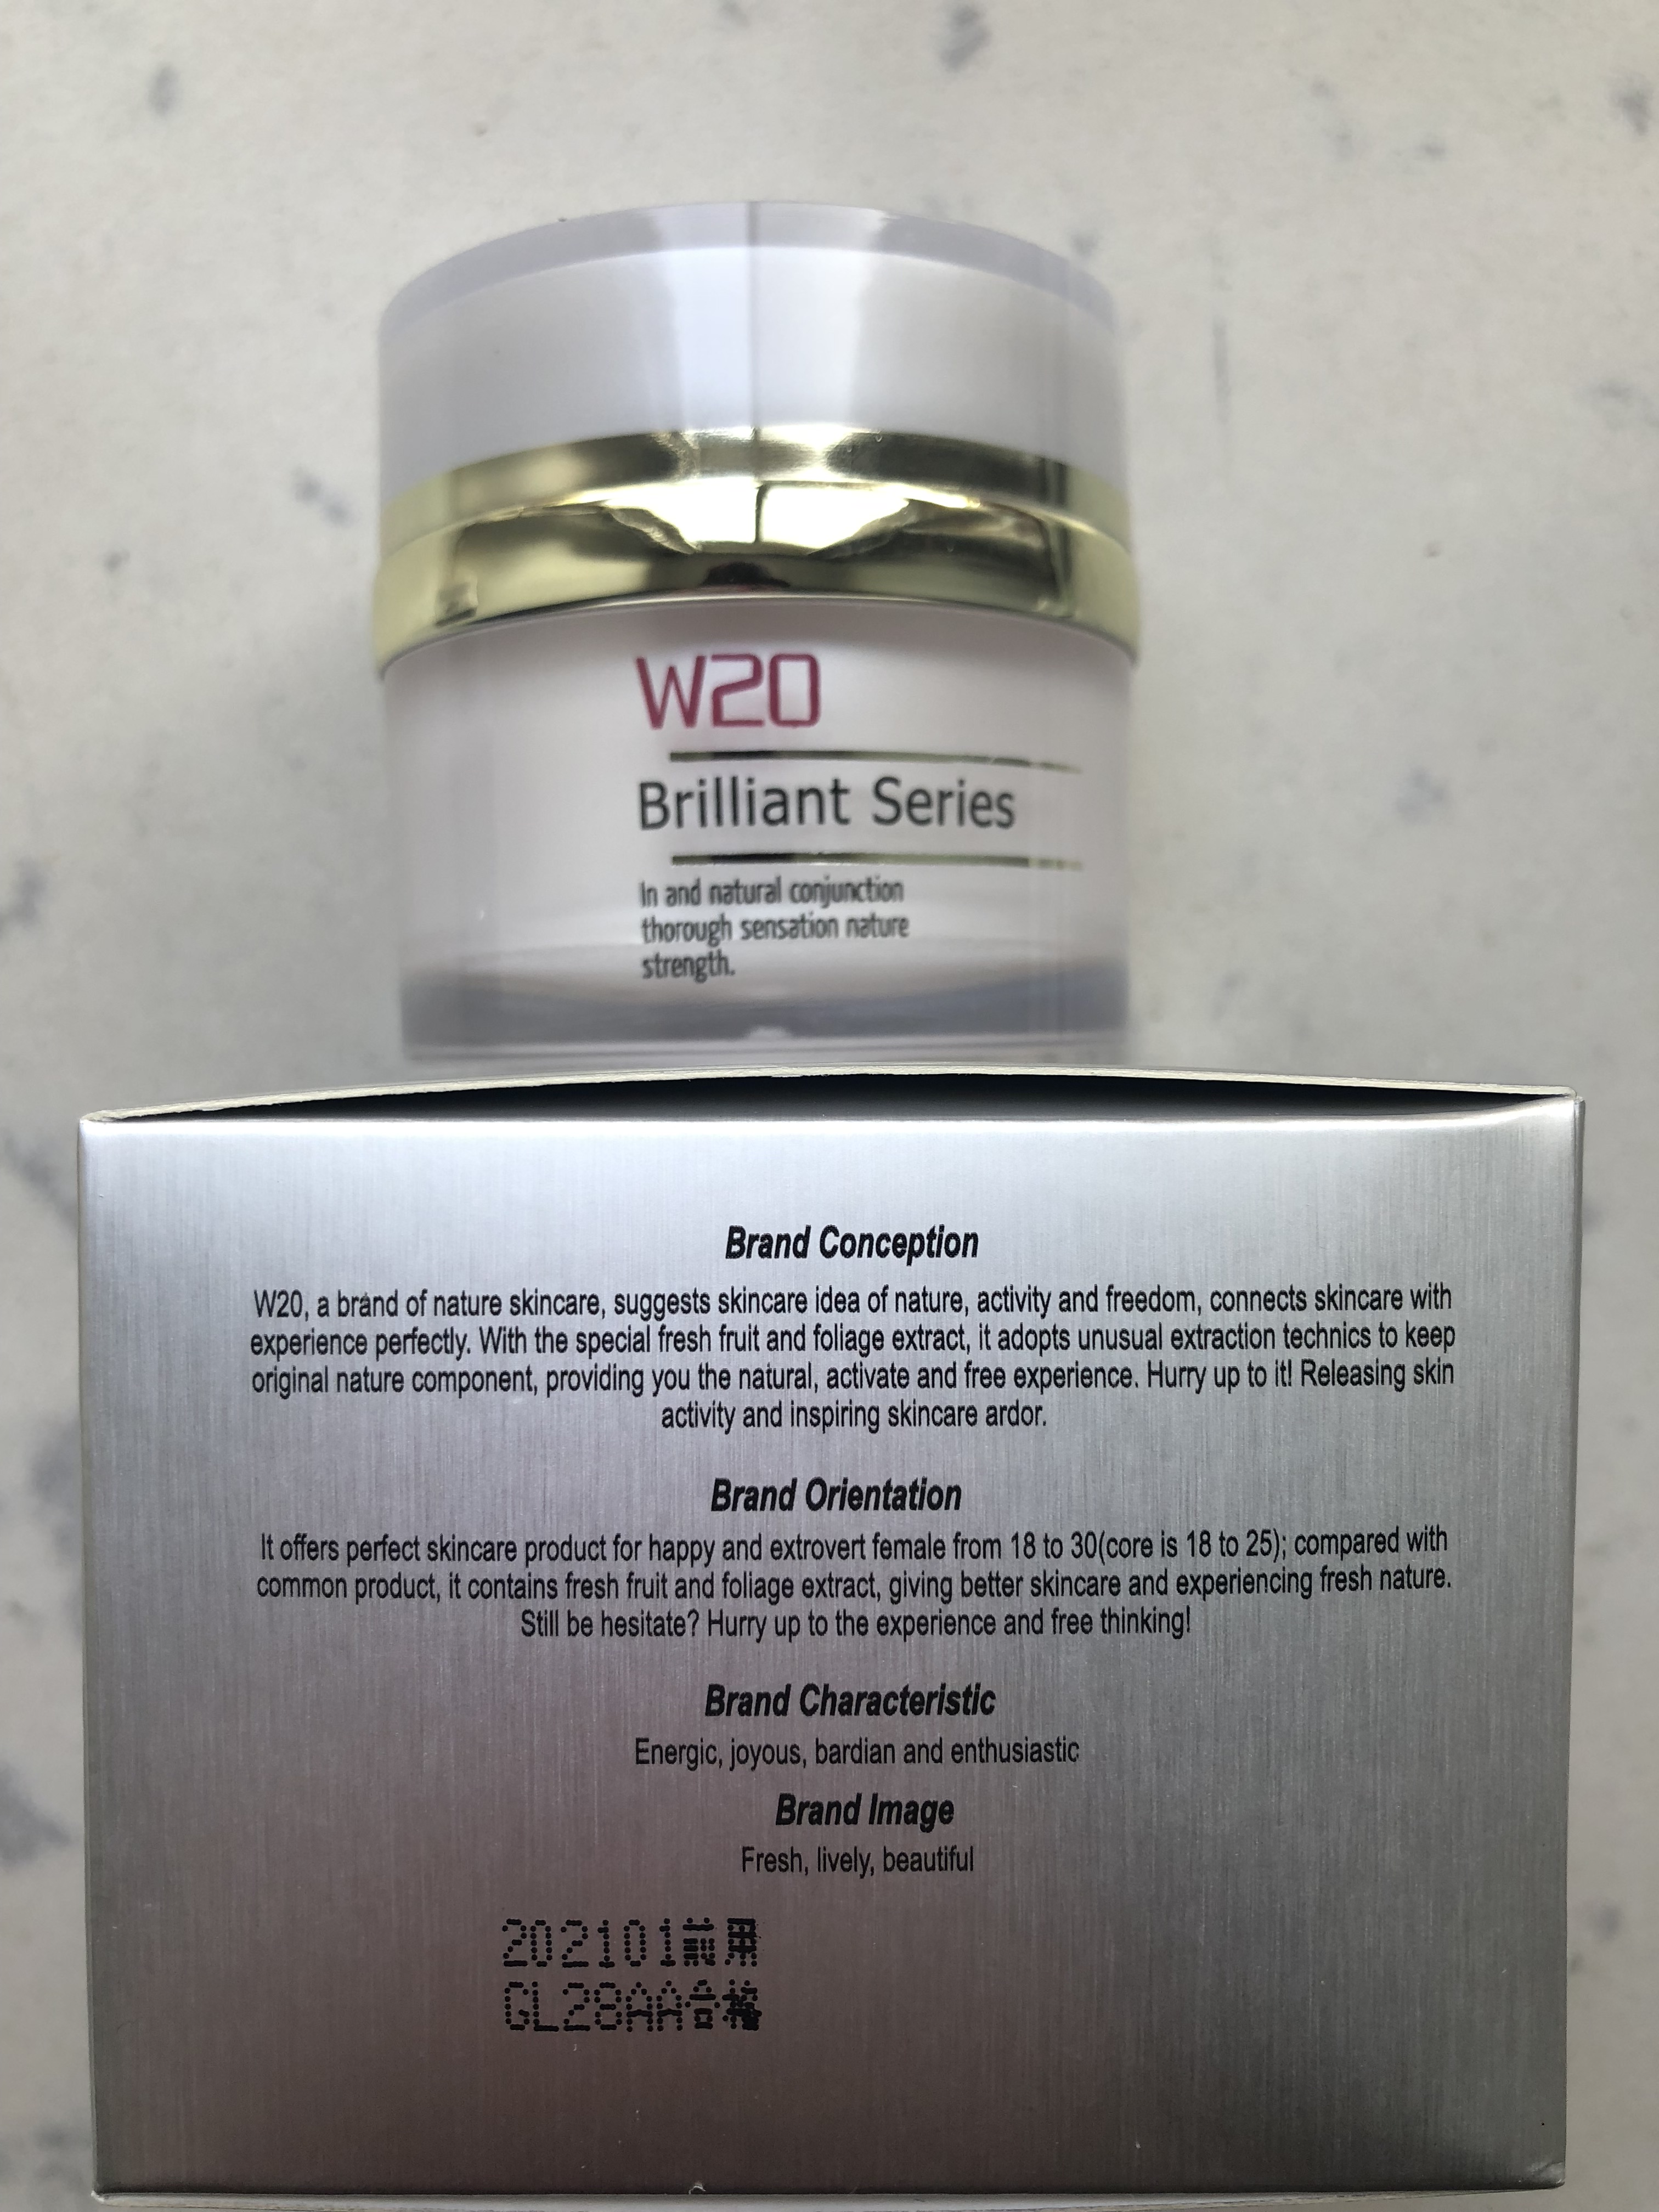 W20
Brilliant Series
In and natural conjunction
thorough sensation nature
strength.
Brand Conception
W20, a brand of nature skincare, suggests skincare idea of nature, activity and freedom, connects skincare with
experience perfectly. With the special fresh fruit and foliage extract, it adopts unusual extraction technics to keep
original nature component, providing you the natural, activate and free experience. Hurry up to it! Releasing skin
activity and inspiring skincare ardor.
Brand Orientation
It offers perfect skincare product for happy and extrovert female from 18 to 30(core is 18 to 25); compared with
common product, it contains fresh fruit and foliage extract, giving better skincare and experiencing fresh nature.
Still be hesitate? Hurry up to the experience and free thinking!
Brand Characteristic
Energic, joyous, bardian and enthusiastic
Brand Image
Fresh, lively, beautiful
202101前用
GL28AA合格